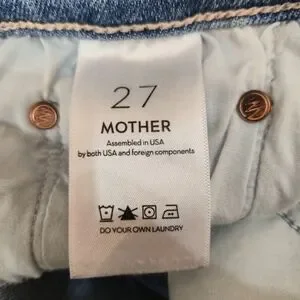 27
MOTHER
Assembled in USA
by both USA and foreign components
DO YOUR OWN LAUNDRY